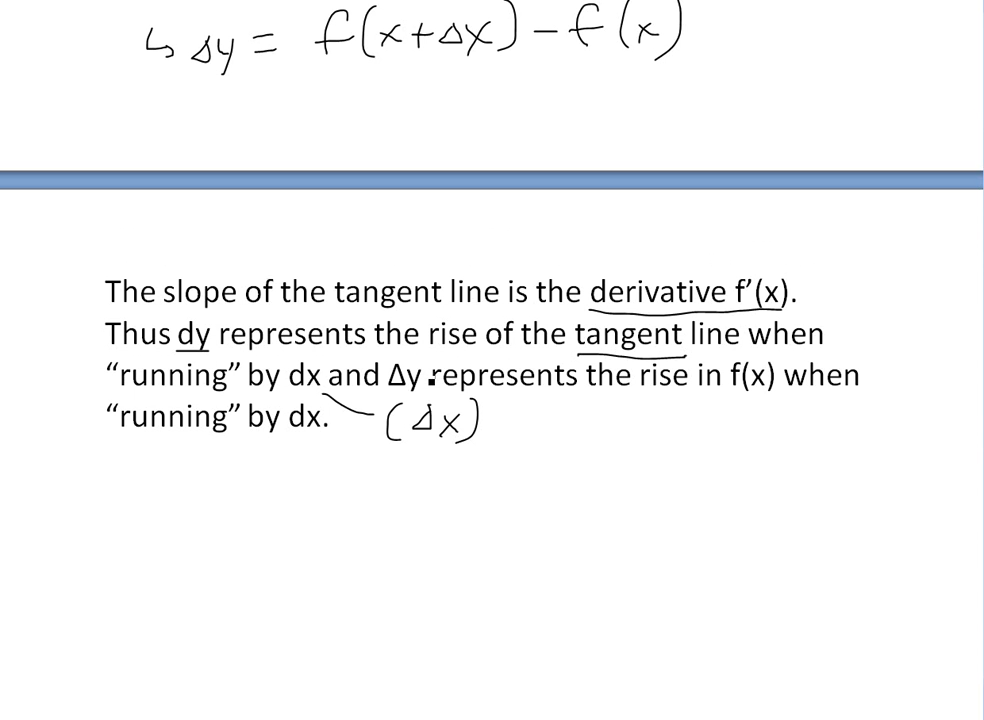 ↳ Δy = f(x+Δx) - f(x)
The slope of the tangent line is the derivative f’(x).
Thus dy represents the rise of the tangent line when
“running” by dx and Δy represents the rise in f(x) when
“running” by dx. (Δx)